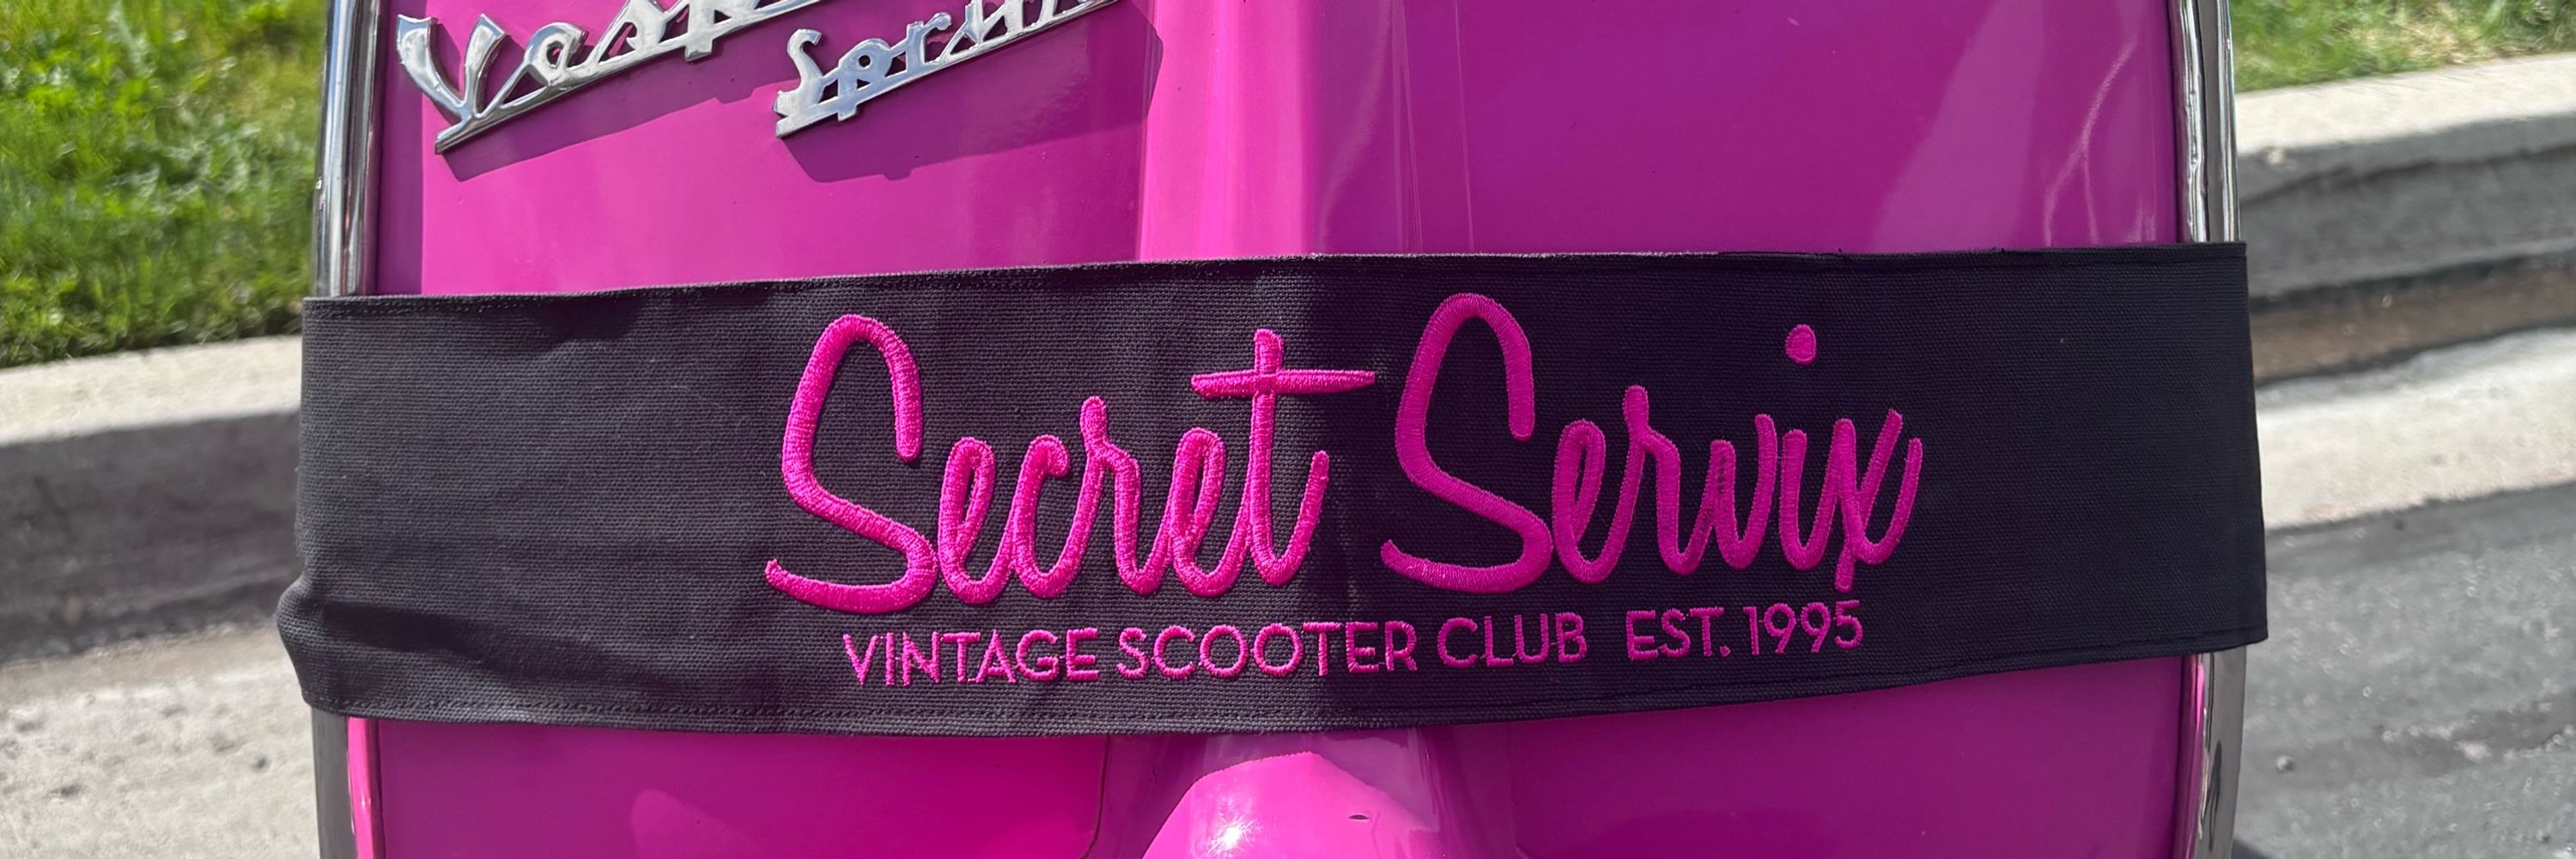 Secret Servix
VINTAGE SCOOTER CLUB EST. 1995